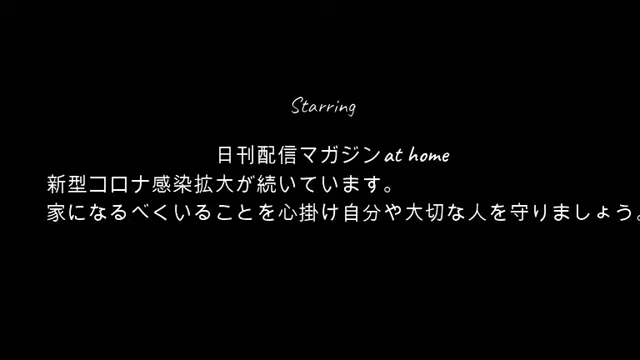 Starring
日刊配信マガジンat home
新型コロナ感染拡大が続いています。
家になるべくいることを心掛け自分や大切な人を守りましょう。